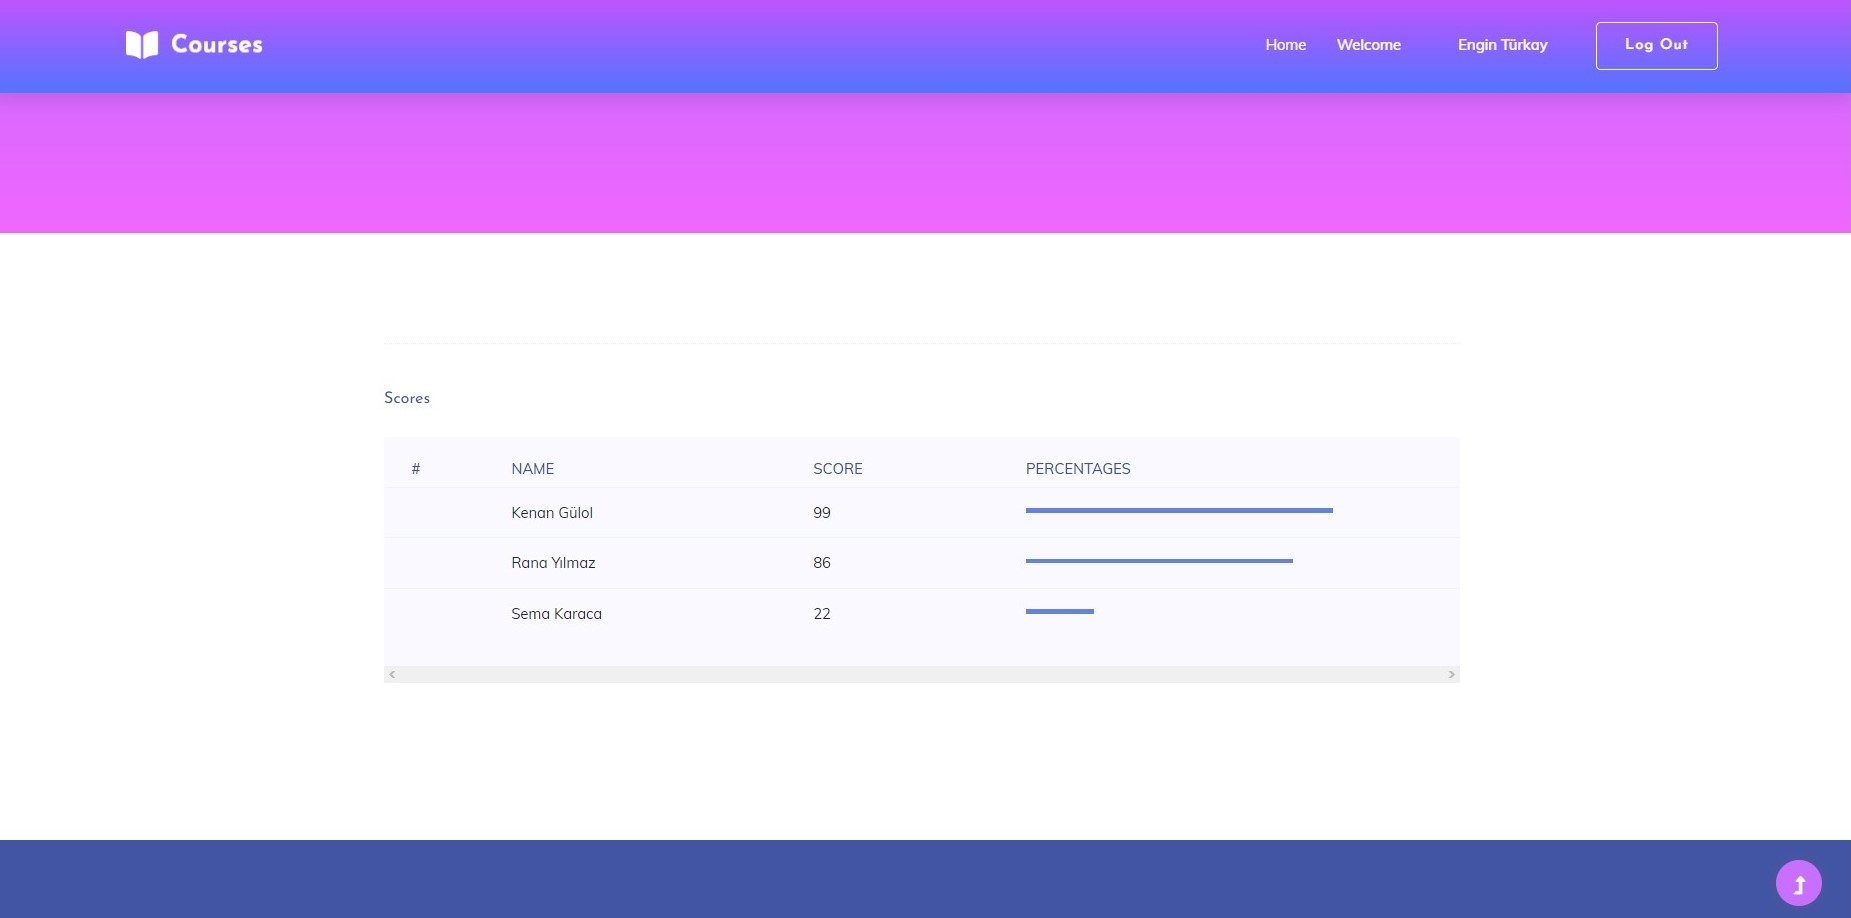 Courses
Home Welcome Engin Türkay Log Out
Scores
# NAME SCORE PERCENTAGES
Kenan Gülol 99
Rana Yılmaz 86
Sema Karaca 22